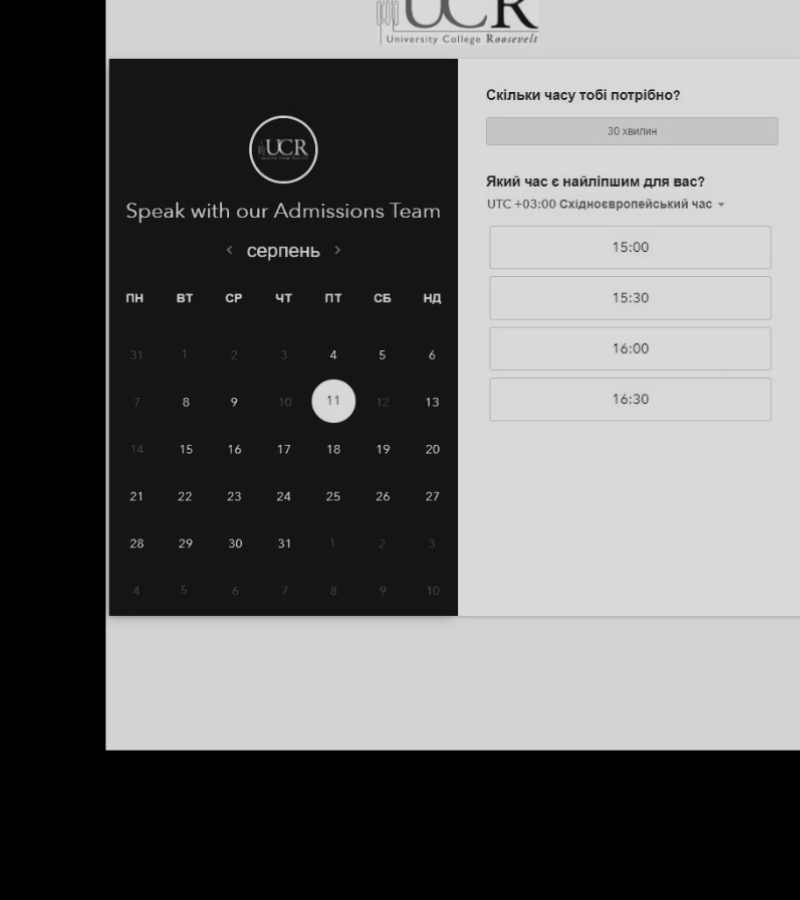 UCR
University College Roosevelt
UCR
Speak with our Admissions Team
< серпень >
ПН ВТ СР ЧТ ПТ СБ НД
31 1 2 3 4 5 6
7 8 9 10 11 12 13
14 15 16 17 18 19 20
21 22 23 24 25 26 27
28 29 30 31 1 2 3
4 5 6 7 8 9 10
Скільки часу тобі потрібно?
30 хвилин
Який час є найліпшим для вас?
UTC +03:00 Східноєвропейський час
15:00
15:30
16:00
16:30